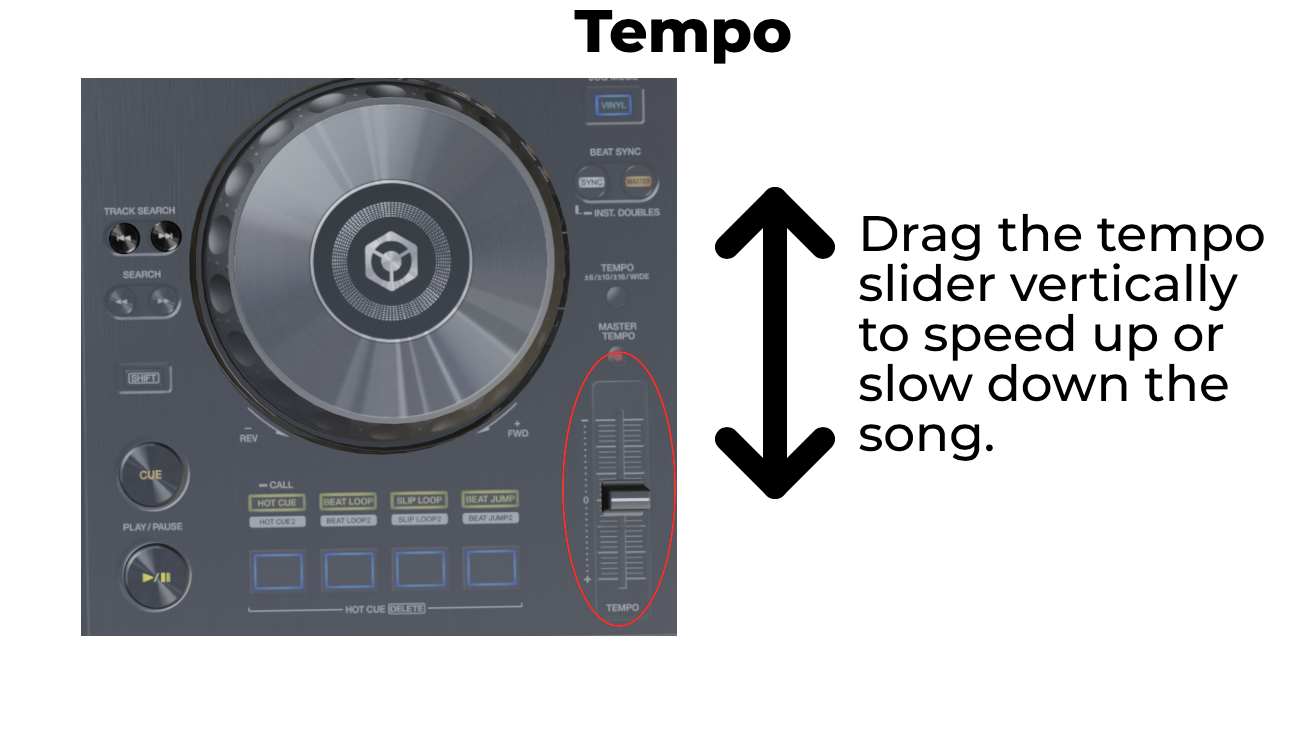 Tempo
VINYL
BEAT SYNC
SYNC
MASTER
INST. DOUBLES
TRACK SEARCH
SEARCH
TEMPO
±6/±10/±16/WIDE
MASTER
TEMPO
SHIFT
−
REV
+
FWD
CUE
CALL
HOT CUE
BEAT LOOP
SLIP LOOP
BEAT JUMP
HOT CUE2
BEAT LOOP2
SLIP LOOP2
BEAT JUMP2
PLAY/PAUSE
HOT CUE DELETE
−
0
+
TEMPO
Drag the tempo
slider vertically
to speed up or
slow down the
song.